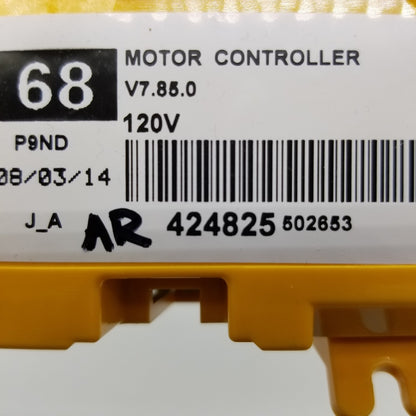 68
MOTOR CONTROLLER
V7.85.0
120V
P9ND
08/03/14
J_A
AR
424825 502653